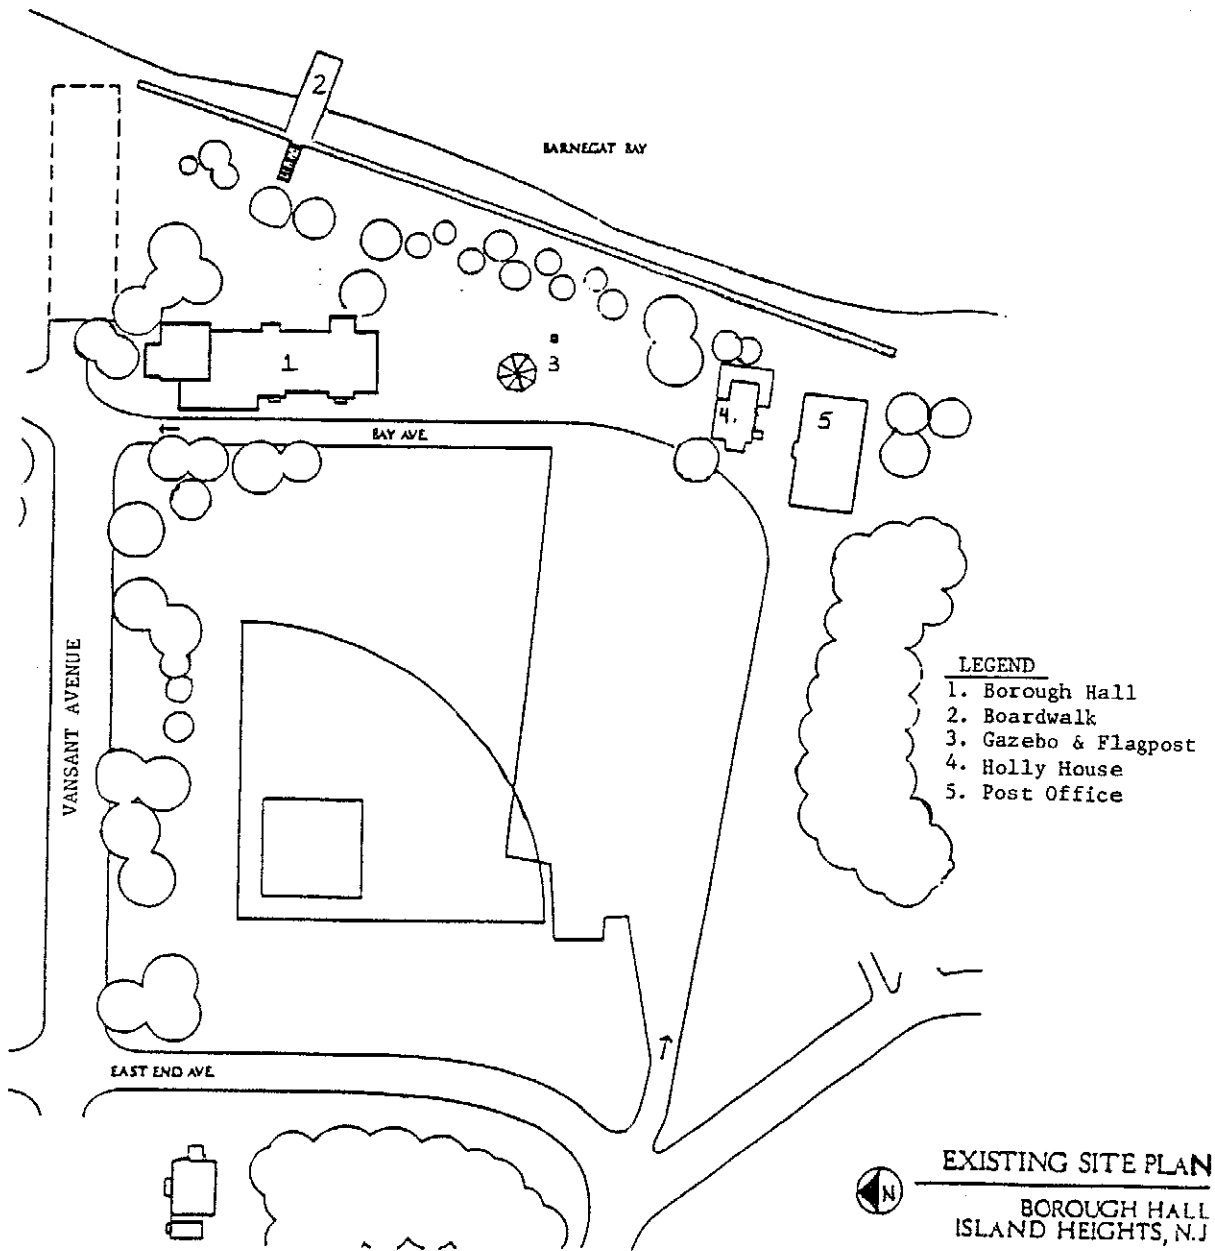 2
BARNEGAT BAY
1
3
4.
5
BAY AVE.
VANSANT AVENUE
LEGEND
1. Borough Hall
2. Boardwalk
3. Gazebo & Flagpost
4. Holly House
5. Post Office
EAST END AVE.
N
EXISTING SITE PLAN
BOROUGH HALL
ISLAND HEIGHTS, N.J